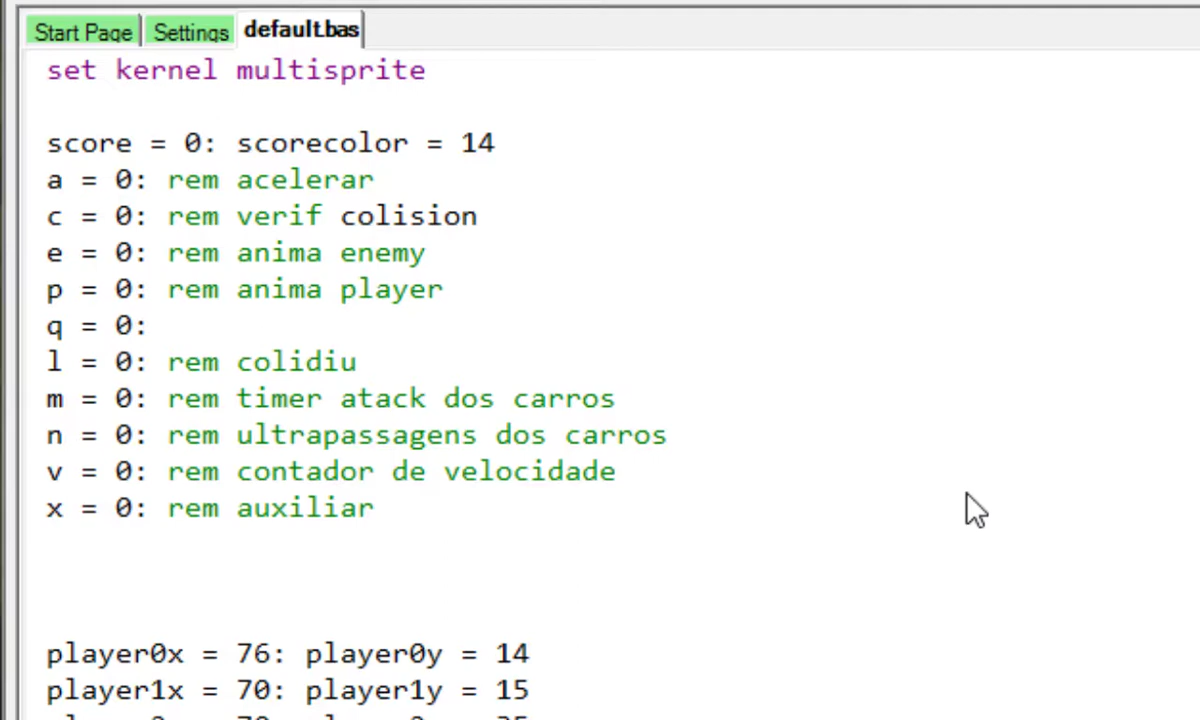 Start Page Settings default.bas
set kernel multisprite
score = 0: scorecolor = 14
a = 0: rem acelerar
c = 0: rem verif colision
e = 0: rem anima enemy
p = 0: rem anima player
q = 0:
l = 0: rem colidiu
m = 0: rem timer atack dos carros
n = 0: rem ultrapassagens dos carros
v = 0: rem contador de velocidade
x = 0: rem auxiliar
player0x = 76: player0y = 14
player1x = 70: player1y = 15